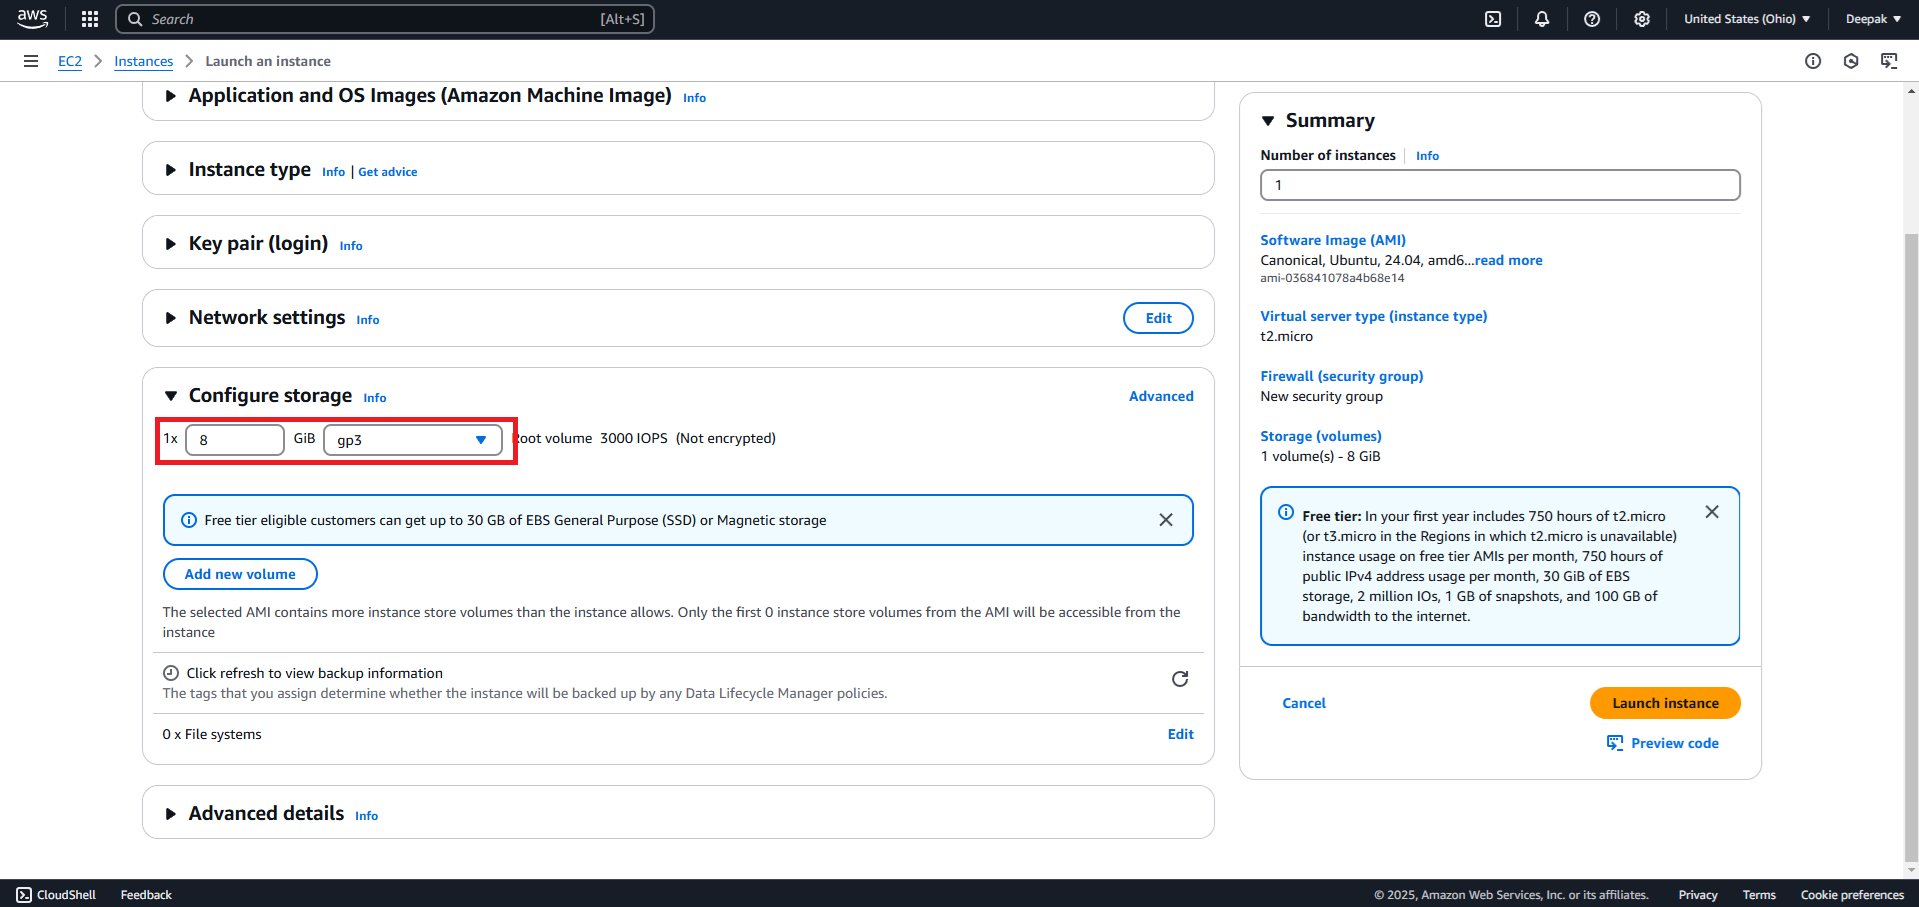 aws
Search
[Alt+S]
United States (Ohio)
Deepak
EC2
Instances
Launch an instance
Application and OS Images (Amazon Machine Image) Info
Instance type Info | Get advice
Key pair (login) Info
Network settings Info
Edit
Configure storage Info
Advanced
1x 8 GiB gp3 Root volume 3000 IOPS (Not encrypted)
Free tier eligible customers can get up to 30 GB of EBS General Purpose (SSD) or Magnetic storage
Add new volume
The selected AMI contains more instance store volumes than the instance allows. Only the first 0 instance store volumes from the AMI will be accessible from the
instance
Click refresh to view backup information
The tags that you assign determine whether the instance will be backed up by any Data Lifecycle Manager policies.
0 x File systems
Edit
Advanced details Info
Summary
Number of instances | Info
1
Software Image (AMI)
Canonical, Ubuntu, 24.04, amd6...read more
ami-036841078a4b68e14
Virtual server type (instance type)
t2.micro
Firewall (security group)
New security group
Storage (volumes)
1 volume(s) - 8 GiB
Free tier: In your first year includes 750 hours of t2.micro
(or t3.micro in the Regions in which t2.micro is unavailable)
instance usage on free tier AMIs per month, 750 hours of
public IPv4 address usage per month, 30 GiB of EBS
storage, 2 million IOs, 1 GB of snapshots, and 100 GB of
bandwidth to the internet.
Cancel
Launch instance
Preview code
CloudShell
Feedback
© 2025, Amazon Web Services, Inc. or its affiliates.
Privacy
Terms
Cookie preferences